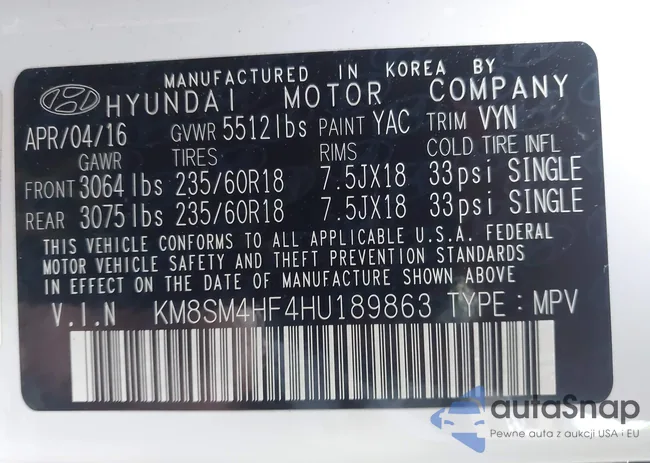 MANUFACTURED IN KOREA BY
HYUNDAI MOTOR COMPANY
APR/04/16 GVWR 5512lbs PAINT YAC TRIM VYN
GAWR TIRES RIMS COLD TIRE INFL
FRONT 3064lbs 235/60R18 7.5JX18 33psi SINGLE
REAR 3075lbs 235/60R18 7.5JX18 33psi SINGLE
THIS VEHICLE CONFORMS TO ALL APPLICABLE U.S.A. FEDERAL
MOTOR VEHICLE SAFETY AND THEFT PREVENTION STANDARDS
IN EFFECT ON THE DATE OF MANUFACTURE SHOWN ABOVE
V.I.N KM8SM4HF4HU189863 TYPE : MPV
autaSnap
Pewne auta z aukcji USA i EU